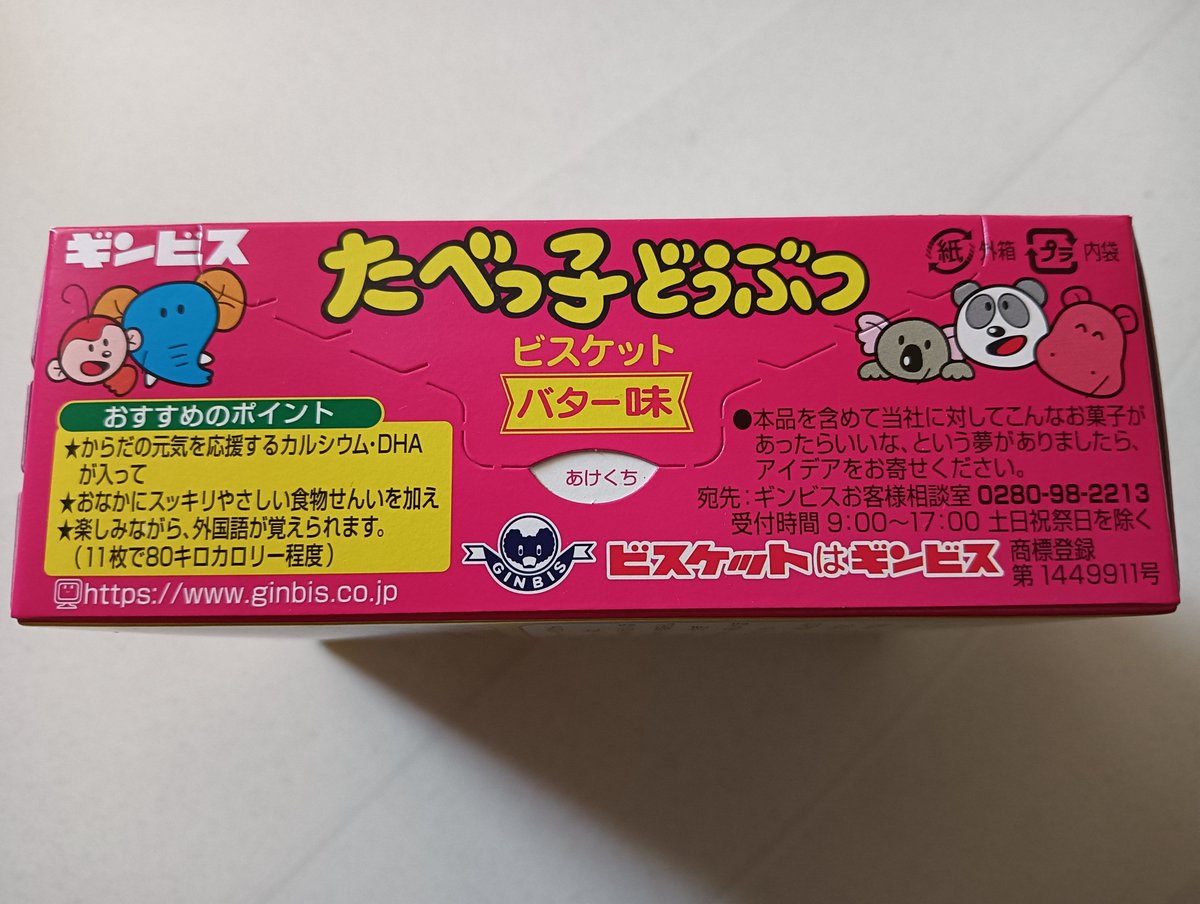 ギンビス
たべっ子どうぶつ
紙 外箱 プラ 内袋
ビスケット
バター味
おすすめのポイント
★からだの元気を応援するカルシウム・DHA
が入って
★おなかにスッキリやさしい食物せんいを加え
★楽しみながら、外国語が覚えられます。
(11枚で80キロカロリー程度)
https://www.ginbis.co.jp
あけくち
GINBIS
●本品を含めて当社に対してこんなお菓子が
あったらいいな、という夢がありましたら、
アイデアをお寄せください。
宛先:ギンビスお客様相談室 0280-98-2213
受付時間 9:00〜17:00 土日祝祭日を除く
ビスケットはギンビス
商標登録
第1449911号